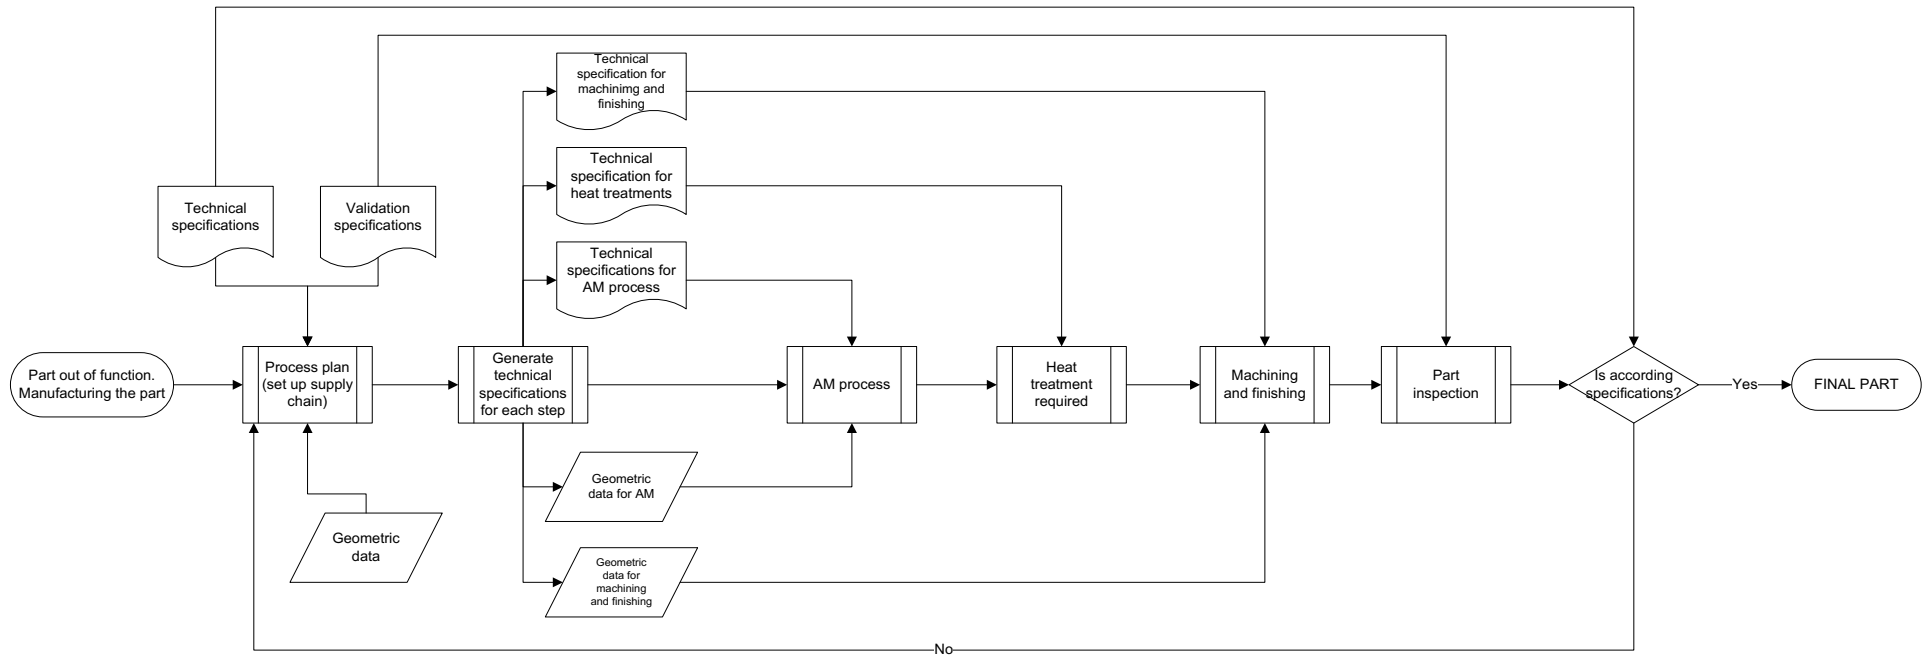 Technical
specification for
machinimg and
finishing
Technical
specification for
heat treatments
Technical
specifications
Validation
specifications
Technical
specifications for
AM process
Part out of function.
Manufacturing the part
Process plan
(set up supply
chain)
Generate
technical
specifications
for each step
AM process
Heat
treatment
required
Machining
and finishing
Part
inspection
Is according
specifications?
Yes
FINAL PART
Geometric
data for AM
Geometric
data
Geometric
data for
machining
and finishing
No